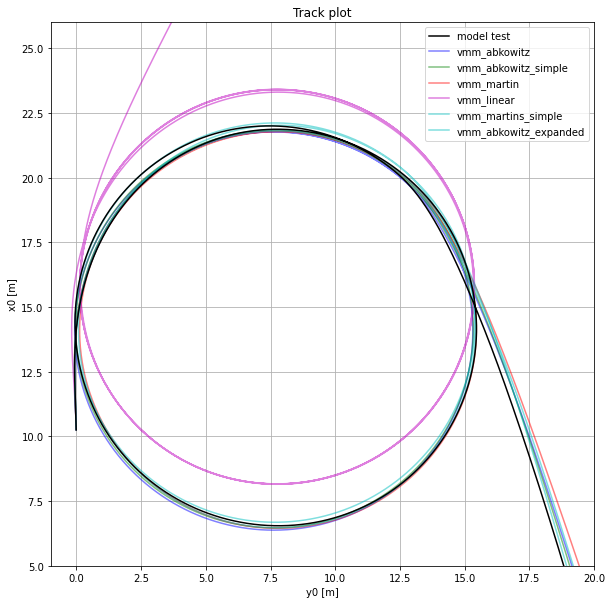 Track plot
model test
vmm_abkowitz
vmm_abkowitz_simple
vmm_martin
vmm_linear
vmm_martins_simple
vmm_abkowitz_expanded
x0 [m]
25.0
22.5
20.0
17.5
15.0
12.5
10.0
7.5
5.0
0.0 2.5 5.0 7.5 10.0 12.5 15.0 17.5 20.0
y0 [m]